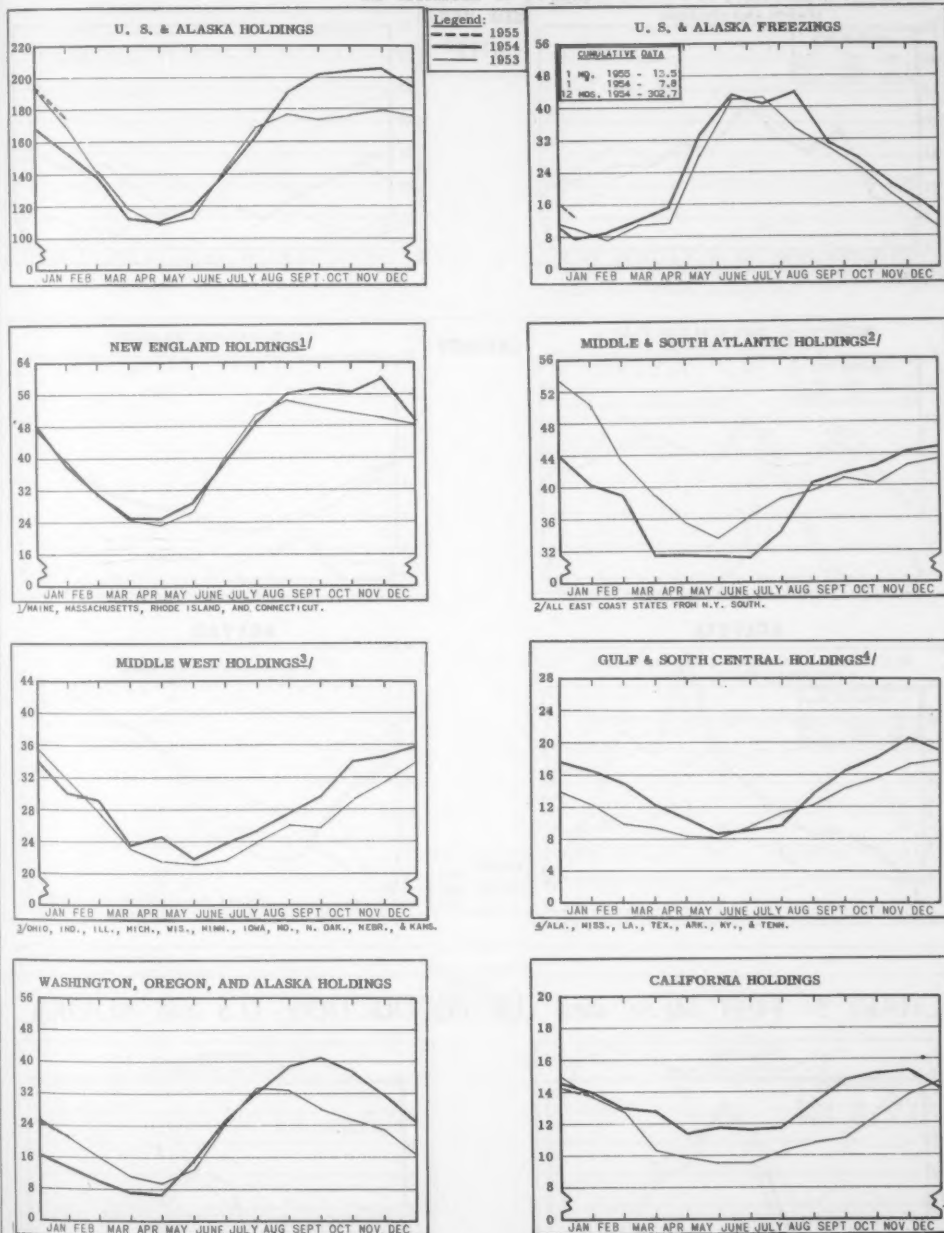 Legend:
1955
1954
1953
U. S. & ALASKA HOLDINGS
220
200
180
160
140
120
100
0
JAN FEB MAR APR MAY JUNE JULY AUG SEPT OCT NOV DEC
U. S. & ALASKA FREEZINGS
CUMULATIVE DATA
1 MO. 1955 - 13.5
1 1954 - 7.8
12 MOS. 1954 - 302.7
56
48
40
32
24
16
8
0
JAN FEB MAR APR MAY JUNE JULY AUG SEPT OCT NOV DEC
NEW ENGLAND HOLDINGS1/
64
56
48
40
32
24
16
0
JAN FEB MAR APR MAY JUNE JULY AUG SEPT OCT NOV DEC
1/MAINE, MASSACHUSETTS, RHODE ISLAND, AND CONNECTICUT.
MIDDLE & SOUTH ATLANTIC HOLDINGS2/
56
52
48
44
40
36
32
0
JAN FEB MAR APR MAY JUNE JULY AUG SEPT OCT NOV DEC
2/ALL EAST COAST STATES FROM N.Y. SOUTH.
MIDDLE WEST HOLDINGS3/
44
40
36
32
28
24
20
0
JAN FEB MAR APR MAY JUNE JULY AUG SEPT OCT NOV DEC
3/OHIO, IND., ILL., MICH., WIS., MINN., IOWA, MO., N. DAK., NEBR., & KANS.
GULF & SOUTH CENTRAL HOLDINGS4/
28
24
20
16
12
8
4
0
JAN FEB MAR APR MAY JUNE JULY AUG SEPT OCT NOV DEC
4/ALA., MISS., LA., TEX., ARK., KY., & TENN.
WASHINGTON, OREGON, AND ALASKA HOLDINGS
56
48
40
32
24
16
8
0
JAN FEB MAR APR MAY JUNE JULY AUG SEPT OCT NOV DEC
CALIFORNIA HOLDINGS
20
18
16
14
12
10
8
0
JAN FEB MAR APR MAY JUNE JULY AUG SEPT OCT NOV DEC